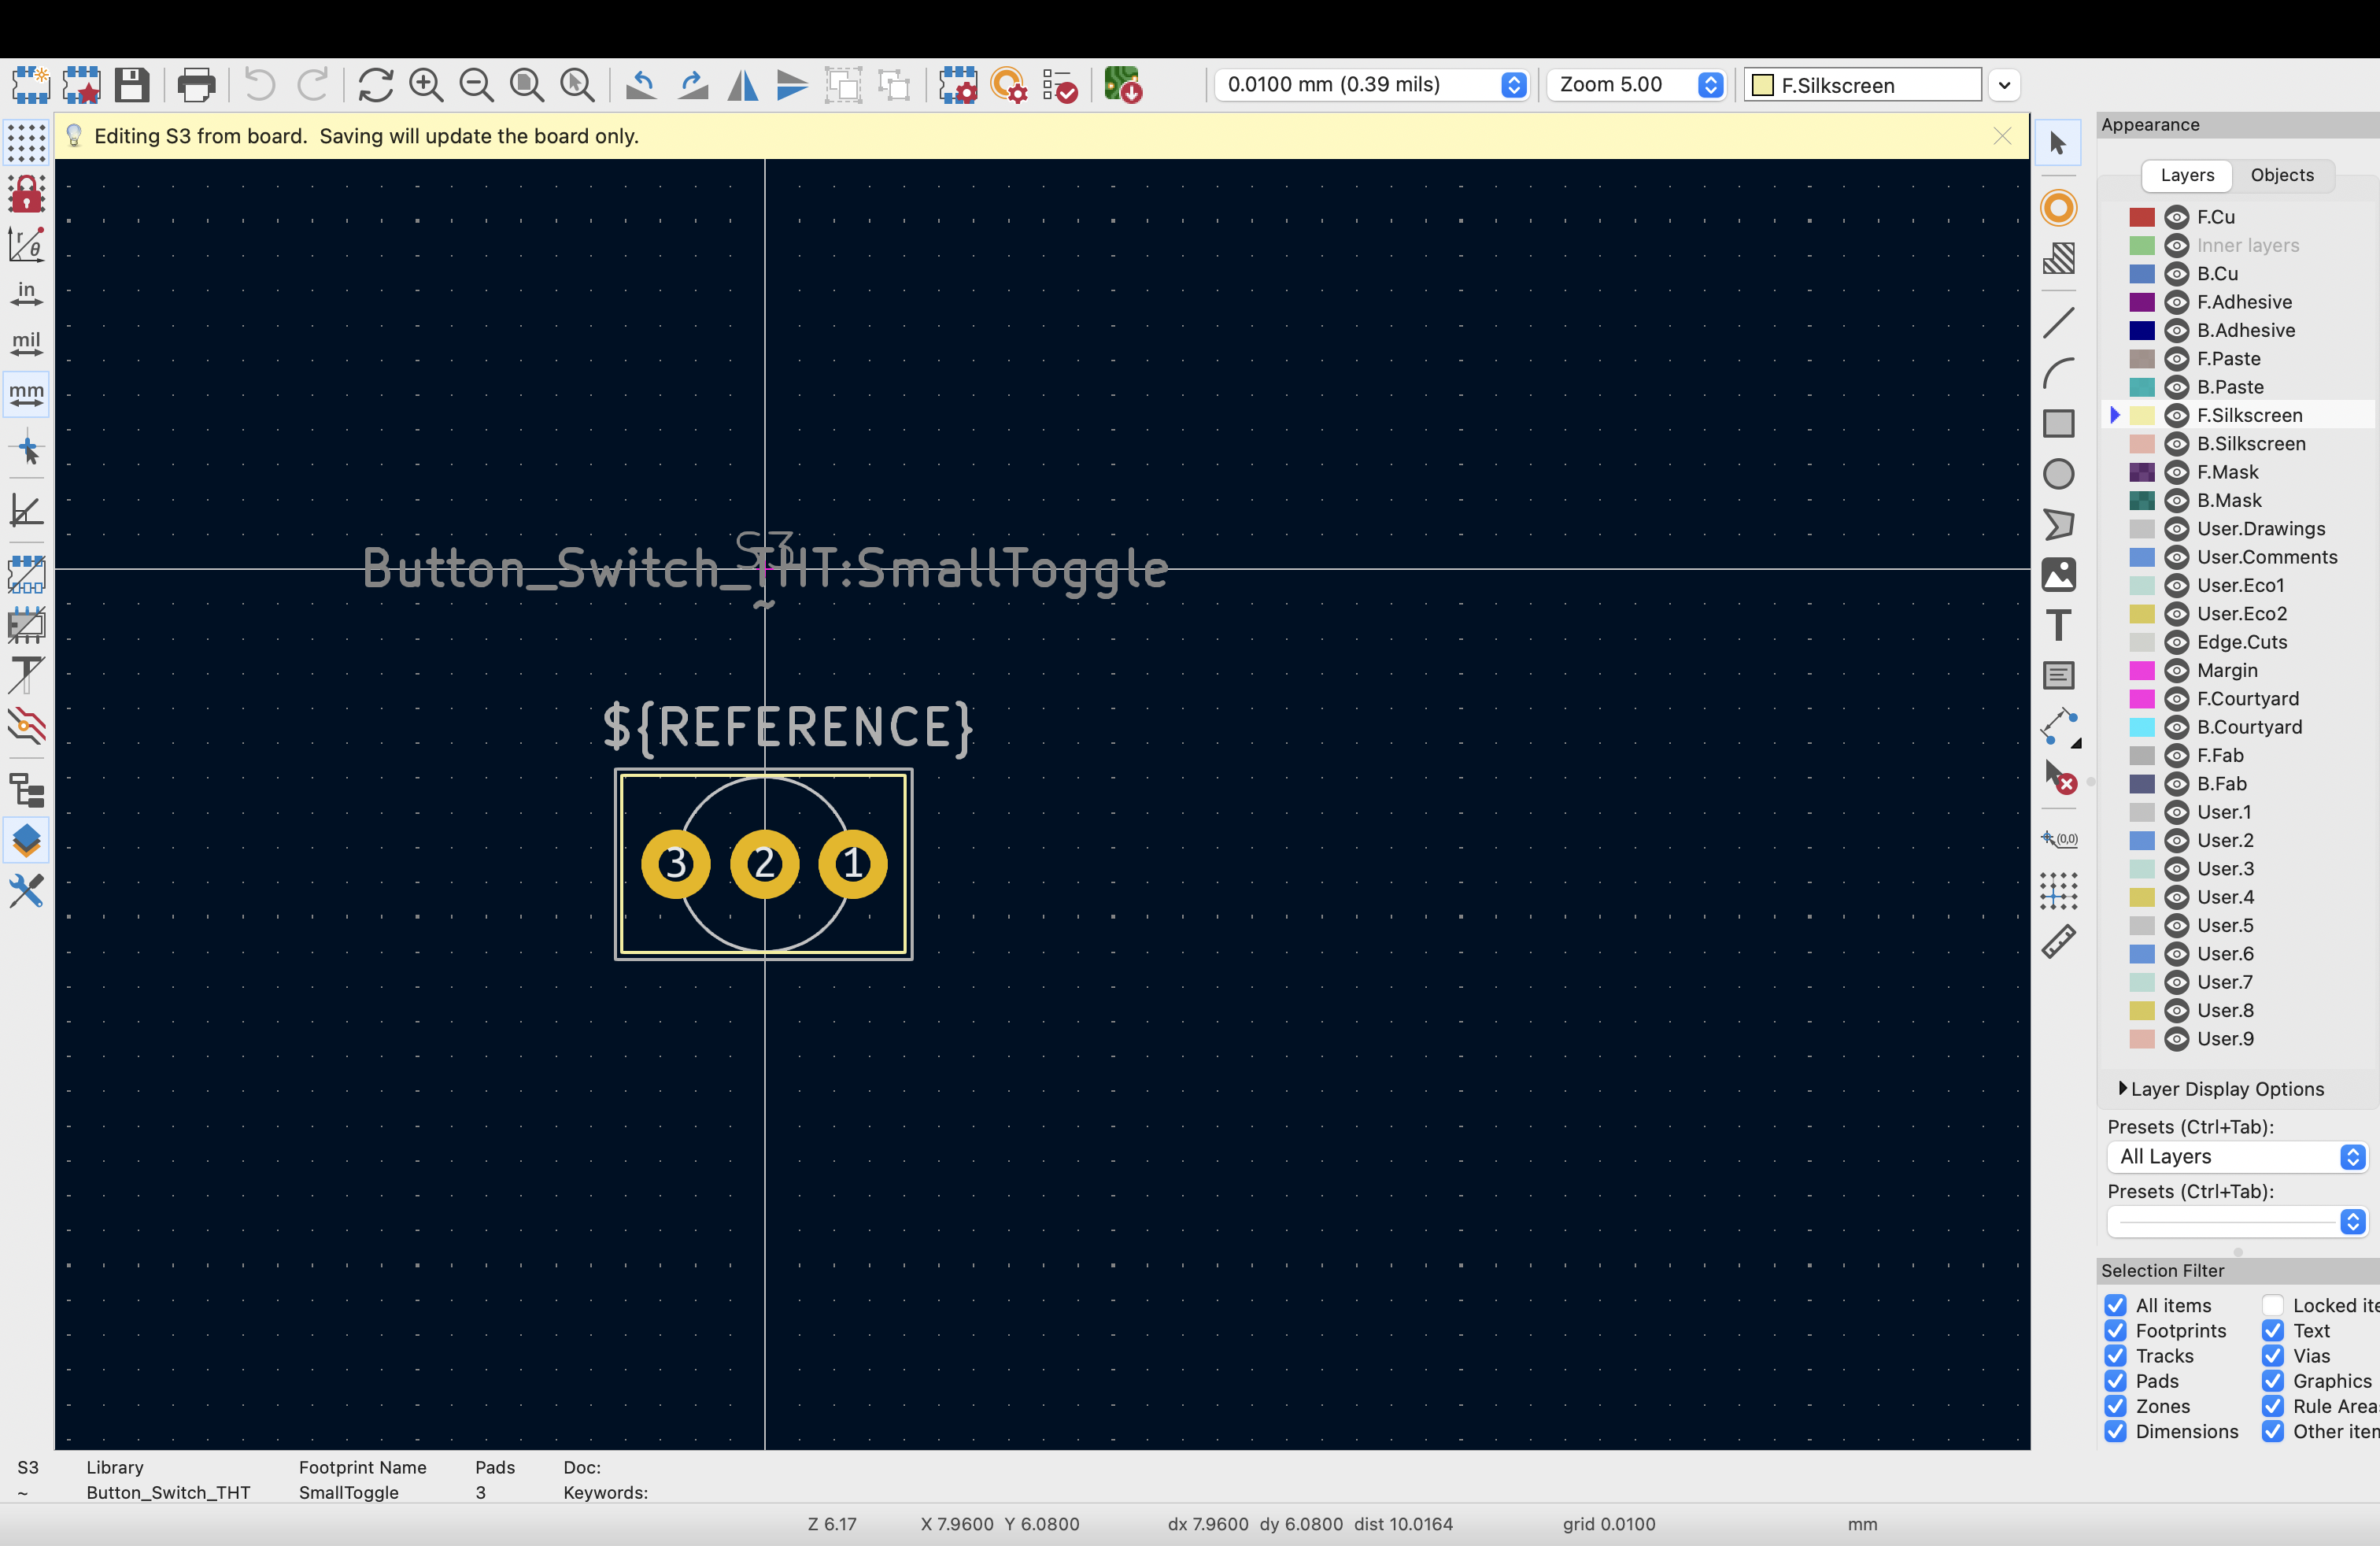 0.0100 mm (0.39 mils)
Zoom 5.00
F.Silkscreen
Editing S3 from board.  Saving will update the board only.
r
θ
in
mil
mm
S3
Button_Switch_THT:SmallToggle
~
${REFERENCE}
3
2
1
(0,0)
Appearance
Layers
Objects
F.Cu
Inner layers
B.Cu
F.Adhesive
B.Adhesive
F.Paste
B.Paste
F.Silkscreen
B.Silkscreen
F.Mask
B.Mask
User.Drawings
User.Comments
User.Eco1
User.Eco2
Edge.Cuts
Margin
F.Courtyard
B.Courtyard
F.Fab
B.Fab
User.1
User.2
User.3
User.4
User.5
User.6
User.7
User.8
User.9
Layer Display Options
Presets (Ctrl+Tab):
All Layers
Presets (Ctrl+Tab):
Selection Filter
All items Locked ite
Footprints Text
Tracks Vias
Pads Graphics
Zones Rule Area
Dimensions Other item
S3 Library Footprint Name Pads Doc:
~ Button_Switch_THT SmallToggle 3 Keywords:
Z 6.17 X 7.9600 Y 6.0800 dx 7.9600 dy 6.0800 dist 10.0164 grid 0.0100 mm